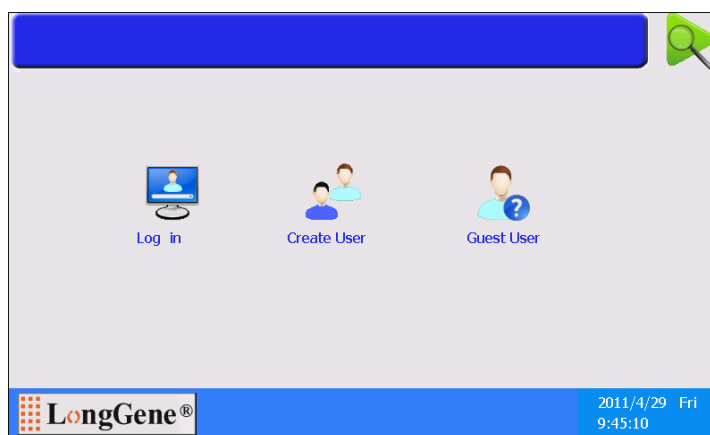 Log in
Create User
Guest User
?
LongGene®
2011/4/29 Fri
9:45:10